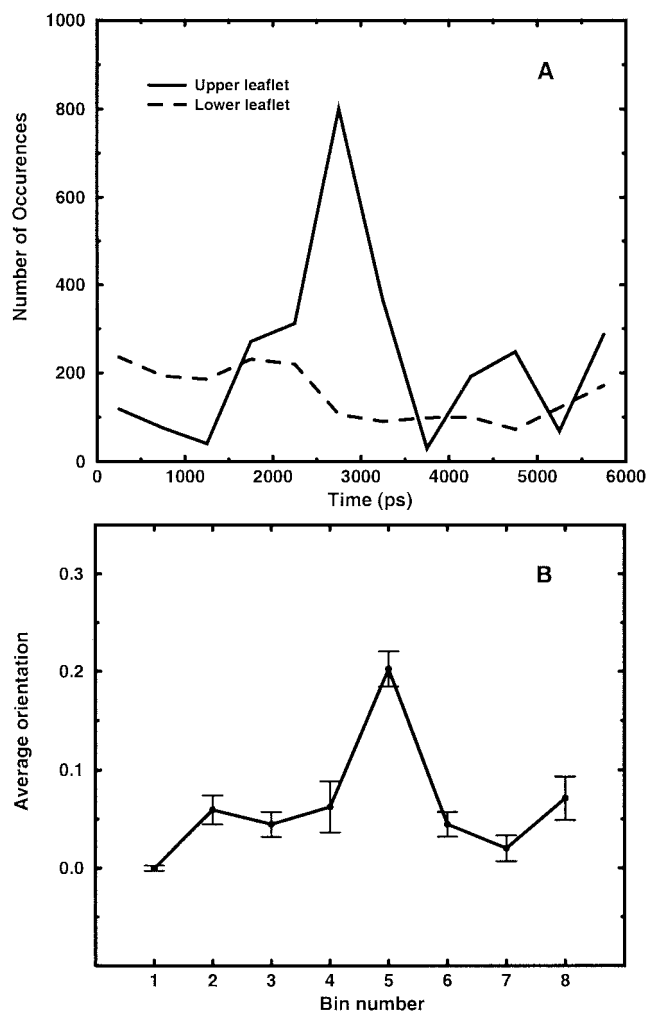 1000
A
Upper leaflet
Lower leaflet
800
600
400
200
0
Number of Occurences
0 1000 2000 3000 4000 5000 6000
Time (ps)
B
0.3
0.2
0.1
0.0
Average orientation
1 2 3 4 5 6 7 8
Bin number